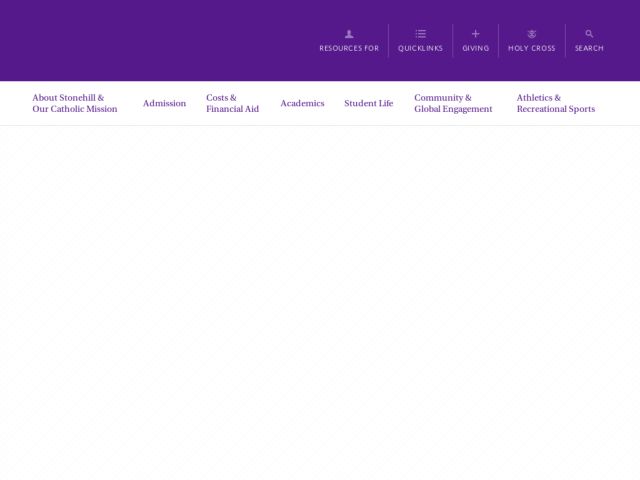 RESOURCES FOR
QUICKLINKS
GIVING
HOLY CROSS
SEARCH
About Stonehill &
Our Catholic Mission
Admission
Costs &
Financial Aid
Academics
Student Life
Community &
Global Engagement
Athletics &
Recreational Sports